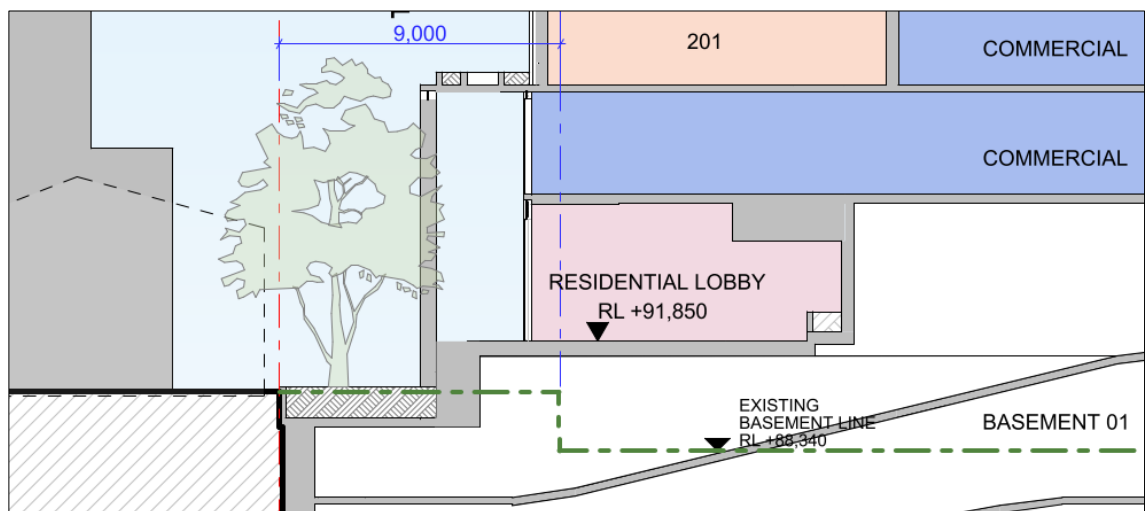 9,000
201
COMMERCIAL
COMMERCIAL
RESIDENTIAL LOBBY
RL +91,850
EXISTING
BASEMENT LINE
RL +88,340
BASEMENT 01